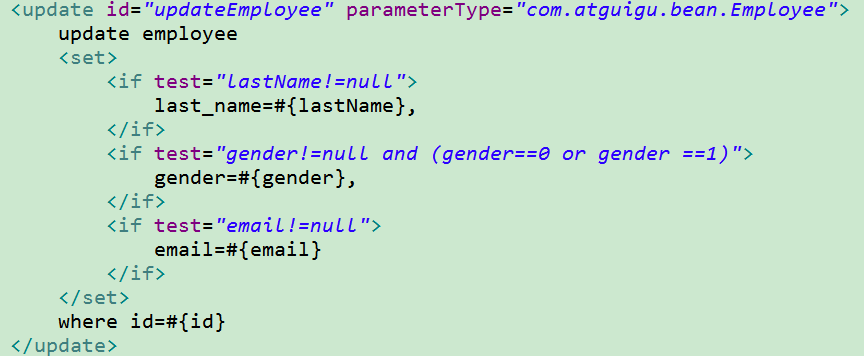 <update id="updateEmployee" parameterType="com.atguigu.bean.Employee">
    update employee
    <set>
        <if test="lastName!=null">
            last_name=#{lastName},
        </if>
        <if test="gender!=null and (gender==0 or gender ==1)">
            gender=#{gender},
        </if>
        <if test="email!=null">
            email=#{email}
        </if>
    </set>
    where id=#{id}
</update>